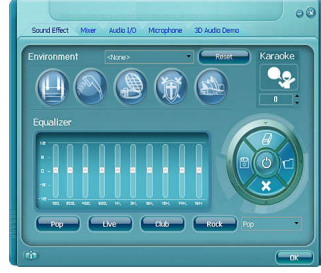 Sound Effect Mixer Audio I/O Microphone 3D Audio Demo
Environment <None> Reset Karaoke
0
Equalizer
Pop Live Club Rock Pop
OK